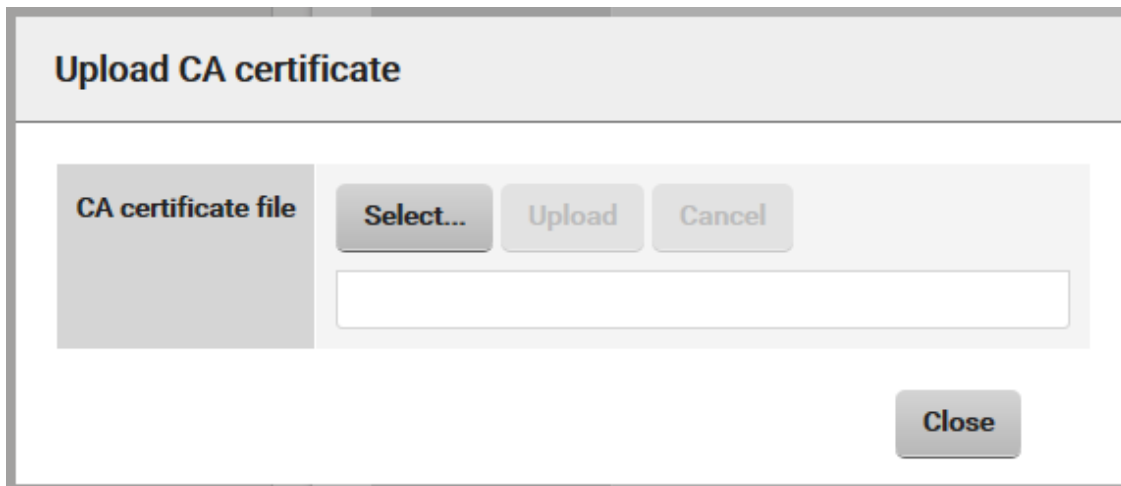 Upload CA certificate
CA certificate file
Select... Upload Cancel
Close